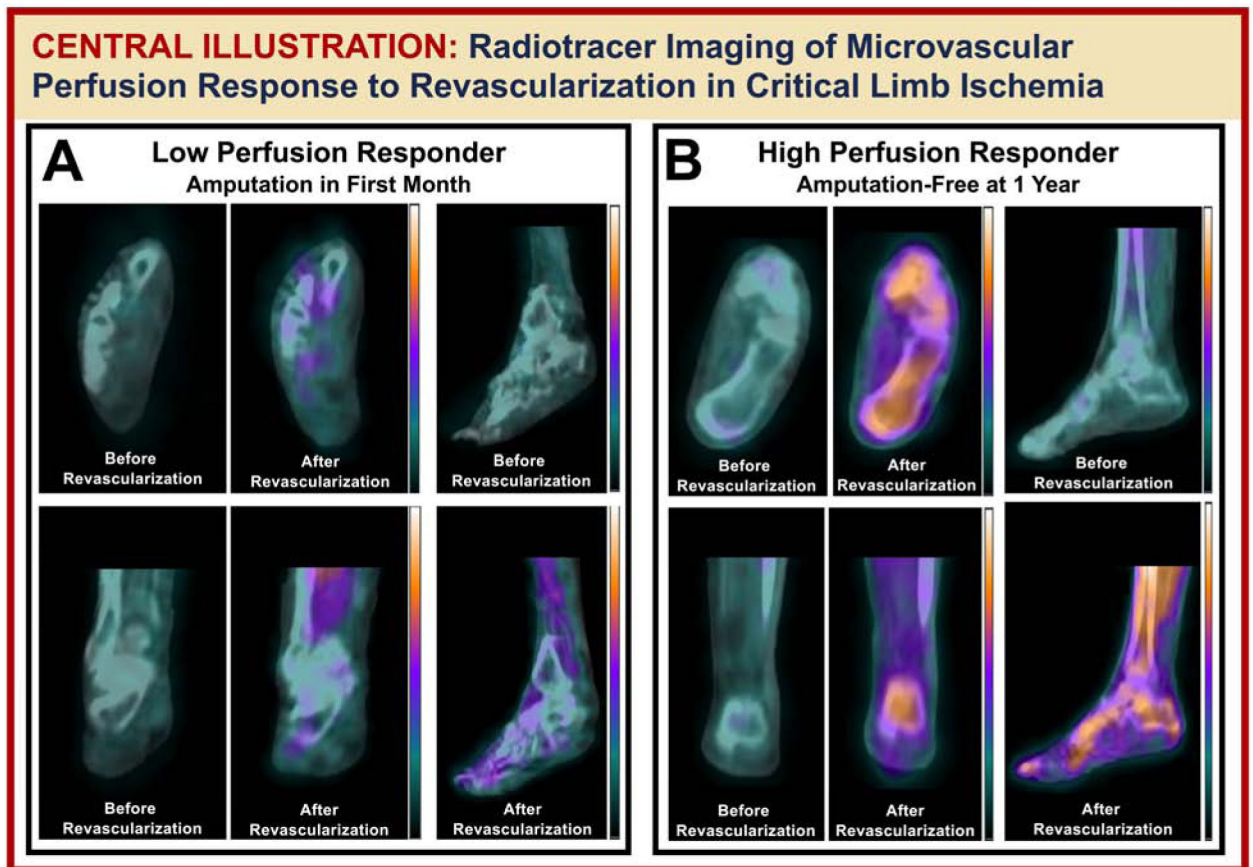 CENTRAL ILLUSTRATION: Radiotracer Imaging of Microvascular
Perfusion Response to Revascularization in Critical Limb Ischemia
A
Low Perfusion Responder
Amputation in First Month
Before
Revascularization
After
Revascularization
Before
Revascularization
Before
Revascularization
After
Revascularization
After
Revascularization
B
High Perfusion Responder
Amputation-Free at 1 Year
Before
Revascularization
After
Revascularization
Before
Revascularization
Before
Revascularization
After
Revascularization
After
Revascularization